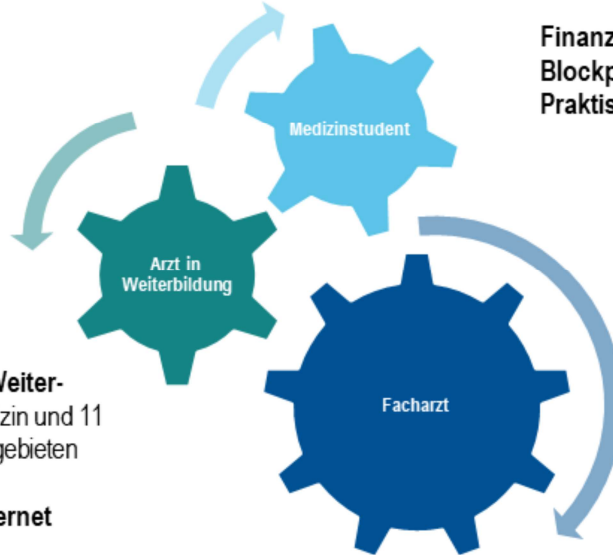 Finanz
Blockp
Praktis
Medizinstudent
Arzt in
Weiterbildung
Facharzt
Weiter-
zin und 11
gebieten
ernet